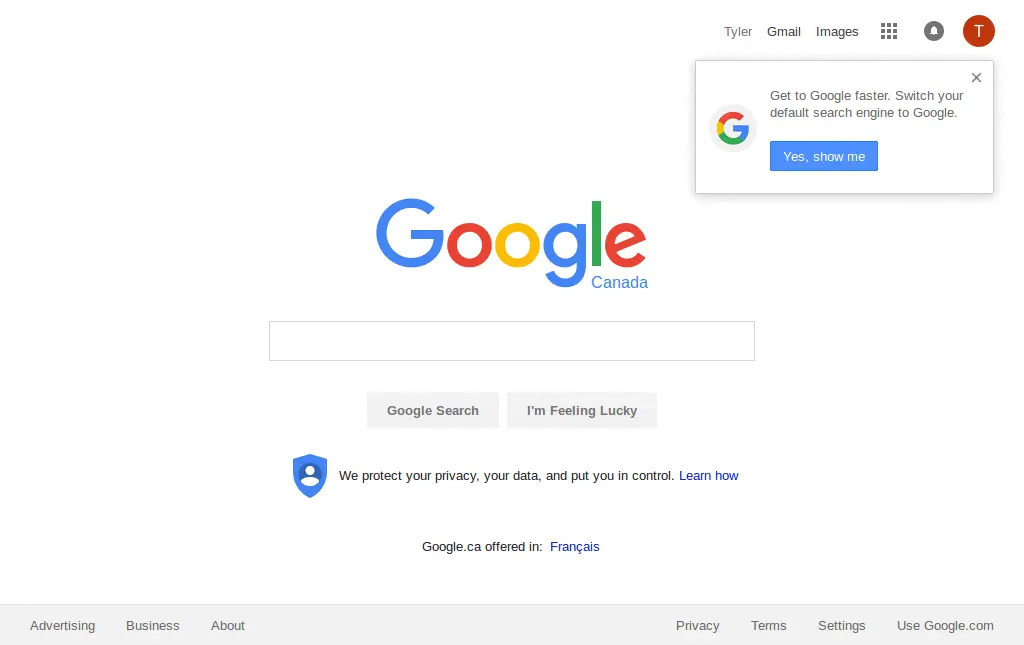 Tyler Gmail Images T
Get to Google faster. Switch your
default search engine to Google.
Yes, show me
Google
Canada
Google Search I'm Feeling Lucky
We protect your privacy, your data, and put you in control. Learn how
Google.ca offered in: Français
Advertising Business About Privacy Terms Settings Use Google.com